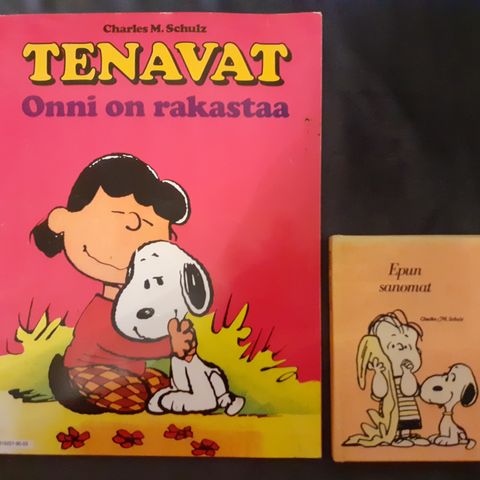 Charles M. Schulz
TENAVAT
Onni on rakastaa
Epun
sanomat
Charles M. Schulz